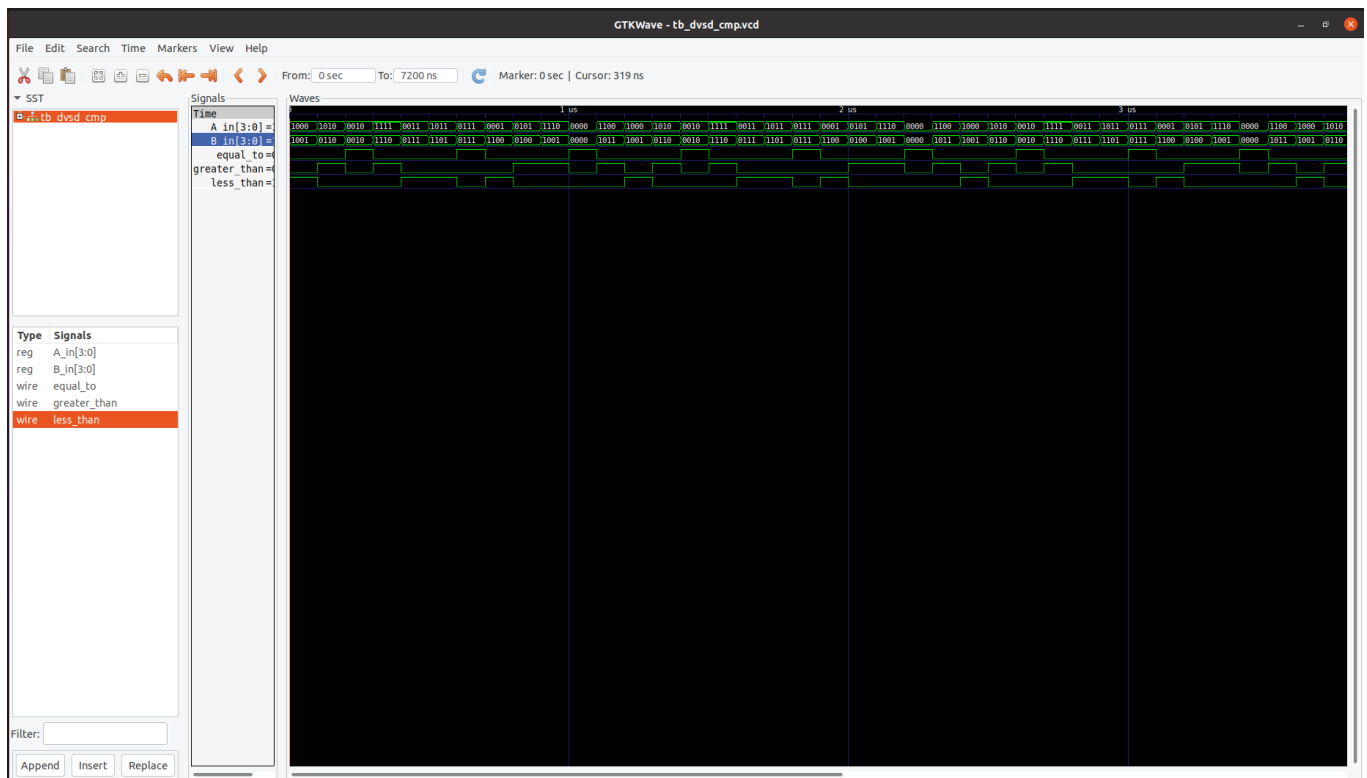 GTKWave - tb_dvsd_cmp.vcd
File Edit Search Time Markers View Help
From: 0 sec To: 7200 ns Marker: 0 sec | Cursor: 319 ns
SST
tb_dvsd_cmp
Signals
Waves
Time
1 us 2 us 3 us
A_in[3:0] =1 1000 1010 0010 1111 0011 1011 0111 0001 0101 1110 0000 1100 1000 1010 0010 1111 0011 1011 0111 0001 0101 1110 0000 1100 1000 1010 0010 1111 0011 1011 0111 0001 0101 1110 0000 1100 1000 1010
B_in[3:0] =1 1001 0110 0010 1110 0111 1101 0111 1100 0100 1001 0000 1011 1001 0110 0010 1110 0111 1101 0111 1100 0100 1001 0000 1011 1001 0110 0010 1110 0111 1101 0111 1100 0100 1001 0000 1011 1001 0110
equal_to =0
greater_than =0
less_than =1
Type Signals
reg A_in[3:0]
reg B_in[3:0]
wire equal_to
wire greater_than
wire less_than
Filter:
Append Insert Replace